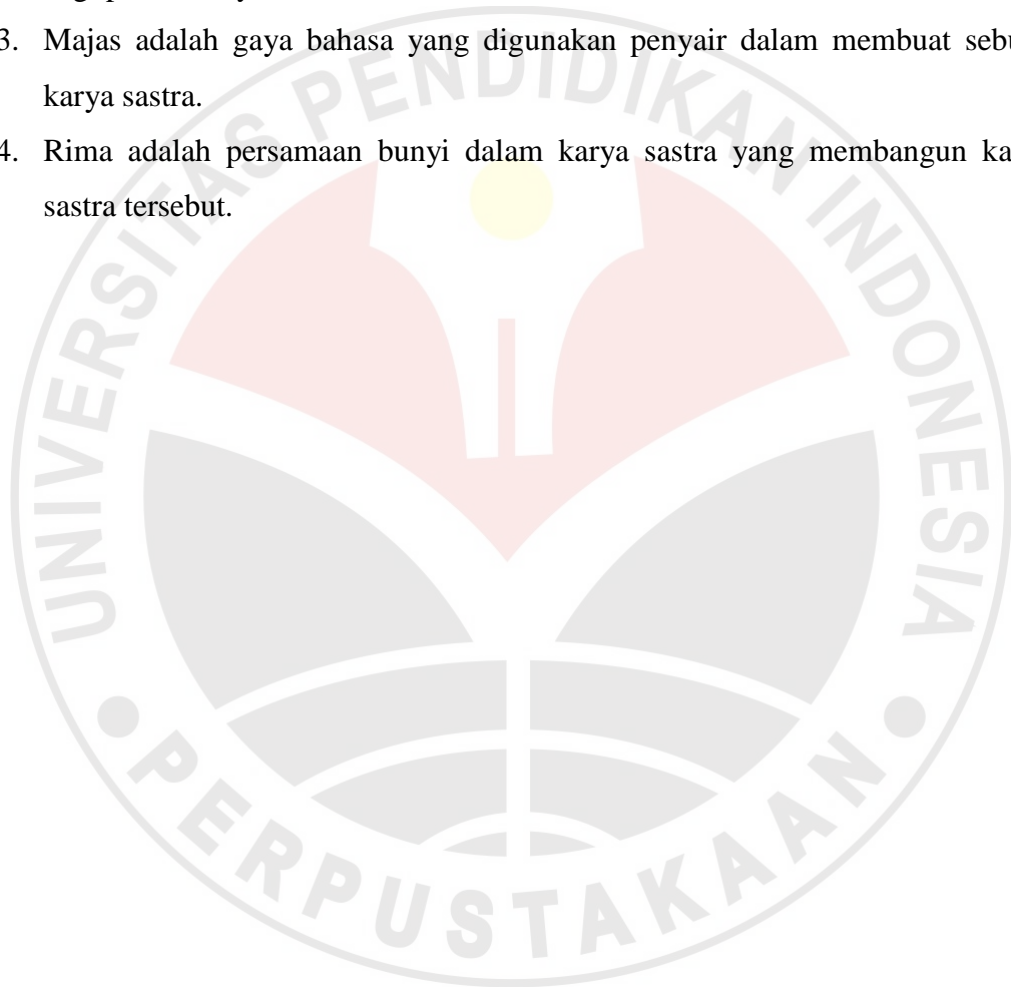 3. Majas adalah gaya bahasa yang digunakan penyair dalam membuat sebu
karya sastra.
4. Rima adalah persamaan bunyi dalam karya sastra yang membangun ka
sastra tersebut.
UNIVERSITAS PENDIDIKAN INDONESIA
PERPUSTAKAAN